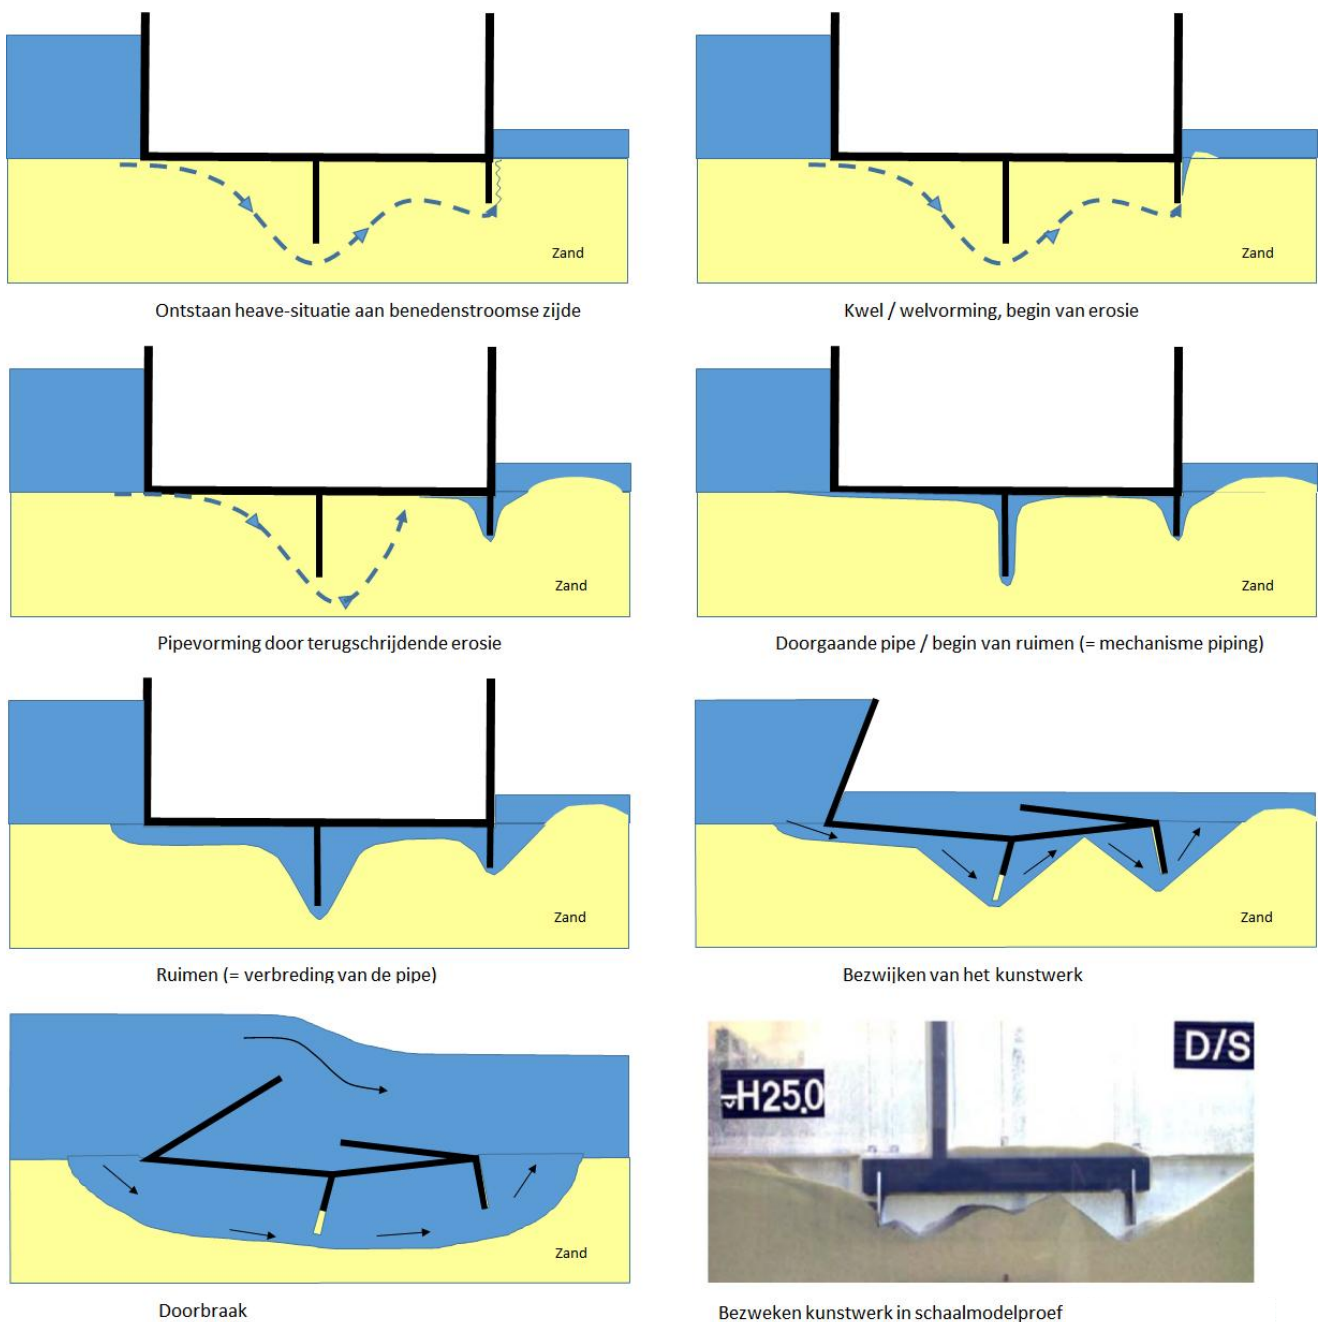 Zand
Zand
Ontstaan heave-situatie aan benedenstroomse zijde
Kwel / welvorming, begin van erosie
Zand
Zand
Pipevorming door terugschrijdende erosie
Doorgaande pipe / begin van ruimen (= mechanisme piping)
Zand
Zand
Ruimen (= verbreding van de pipe)
Bezwijken van het kunstwerk
Zand
H25.0
D/S
Doorbraak
Bezweken kunstwerk in schaalmodelproef